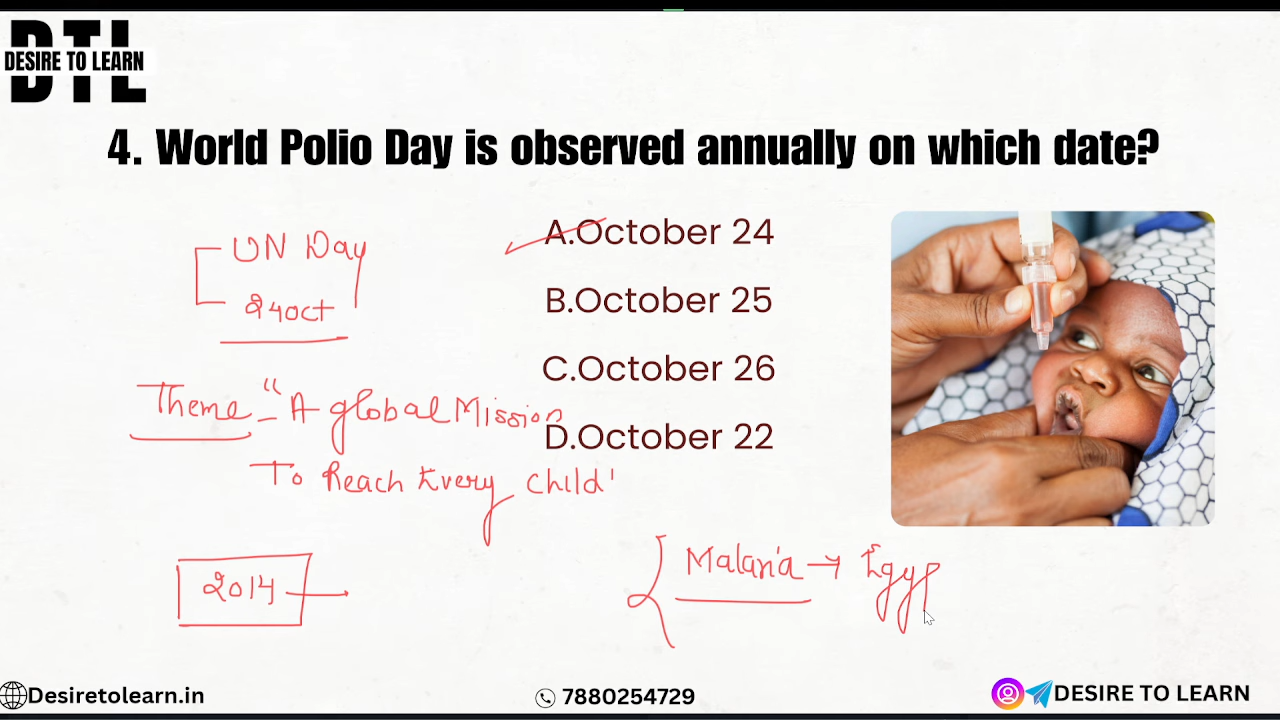 DTL
DESIRE TO LEARN
4. World Polio Day is observed annually on which date?
A.October 24
B.October 25
C.October 26
D.October 22
UN Day
24 Oct
Theme - "A global Mission
To Reach Every Child'
2014
Malaria → Egyp
Desiretolearn.in
7880254729
DESIRE TO LEARN